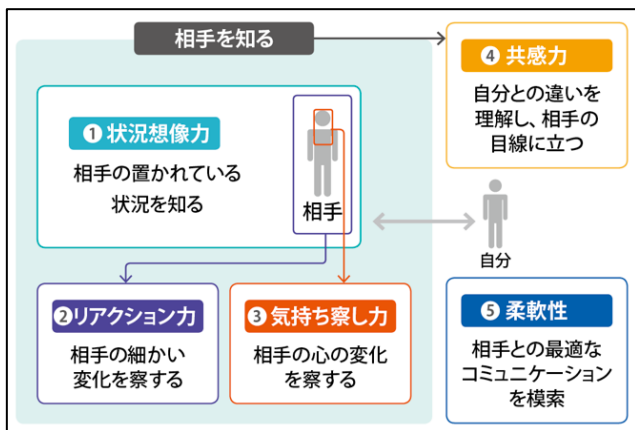 相手を知る
❶状況想像力
相手の置かれている
状況を知る
相手
❷リアクション力
相手の細かい
変化を察する
❸気持ち察し力
相手の心の変化
を察する
❹共感力
自分との違いを
理解し、相手の
目線に立つ
自分
❺柔軟性
相手との最適な
コミュニケーション
を模索